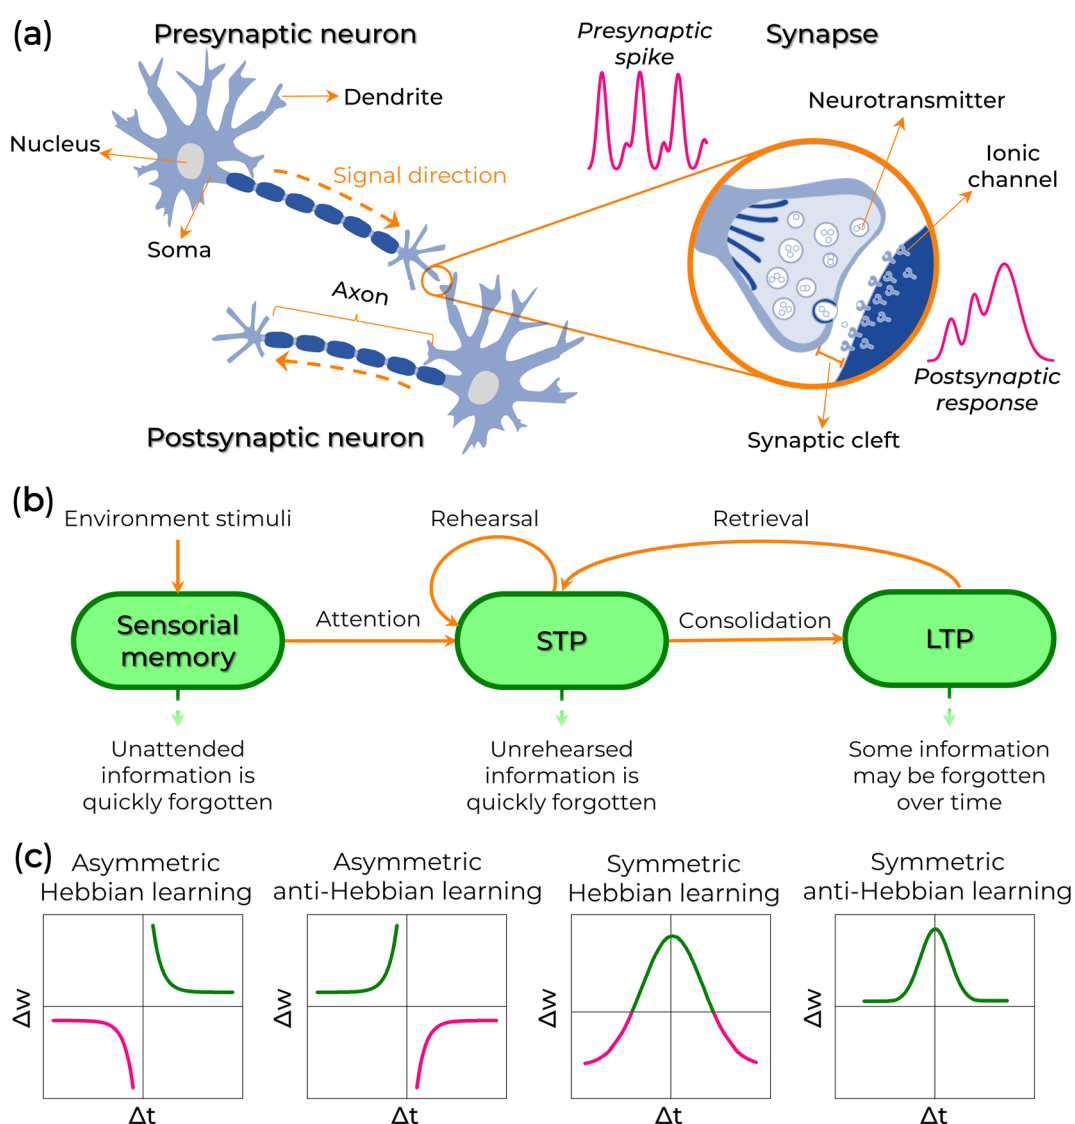 (a)
Presynaptic neuron
Dendrite
Nucleus
Signal direction
Soma
Axon
Postsynaptic neuron
Presynaptic
spike
Synapse
Neurotransmitter
Ionic
channel
Postsynaptic
response
Synaptic cleft
(b)
Environment stimuli
Rehearsal
Retrieval
Sensorial
memory
Attention
STP
Consolidation
LTP
Unattended
information is
quickly forgotten
Unrehearsed
information is
quickly forgotten
Some information
may be forgotten
over time
(c)
Asymmetric
Hebbian learning
Δw
Δt
Asymmetric
anti-Hebbian learning
Δw
Δt
Symmetric
Hebbian learning
Δw
Δt
Symmetric
anti-Hebbian learning
Δw
Δt